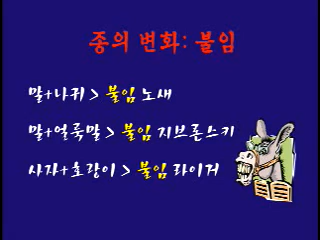 종의 변화: 불임
말+나귀 > 불임 노새
말+얼룩말 > 불임 지브론스키
사자+호랑이 > 불임 라이거